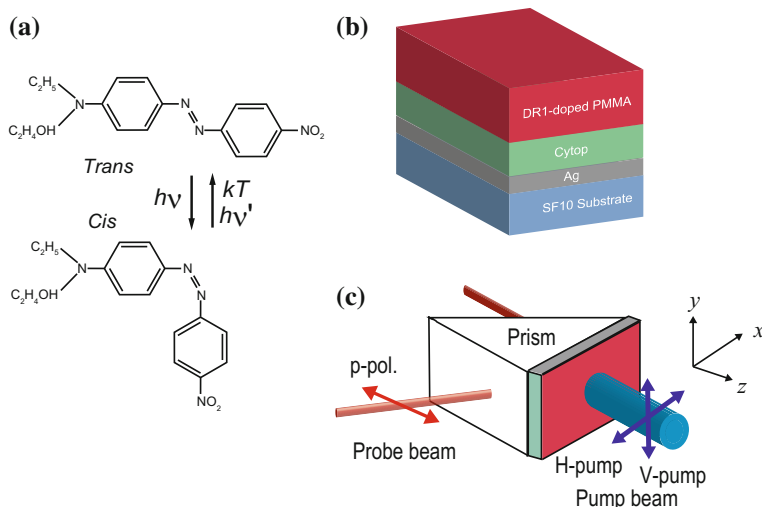 (a)
C₂H₅
N
C₂H₄OH
N
N
NO₂
Trans
hν
kT
hν'
Cis
C₂H₅
N
C₂H₄OH
N
N
NO₂
(b)
DR1-doped PMMA
Cytop
Ag
SF10 Substrate
(c)
Prism
p-pol.
Probe beam
H-pump
V-pump
Pump beam
y
x
z